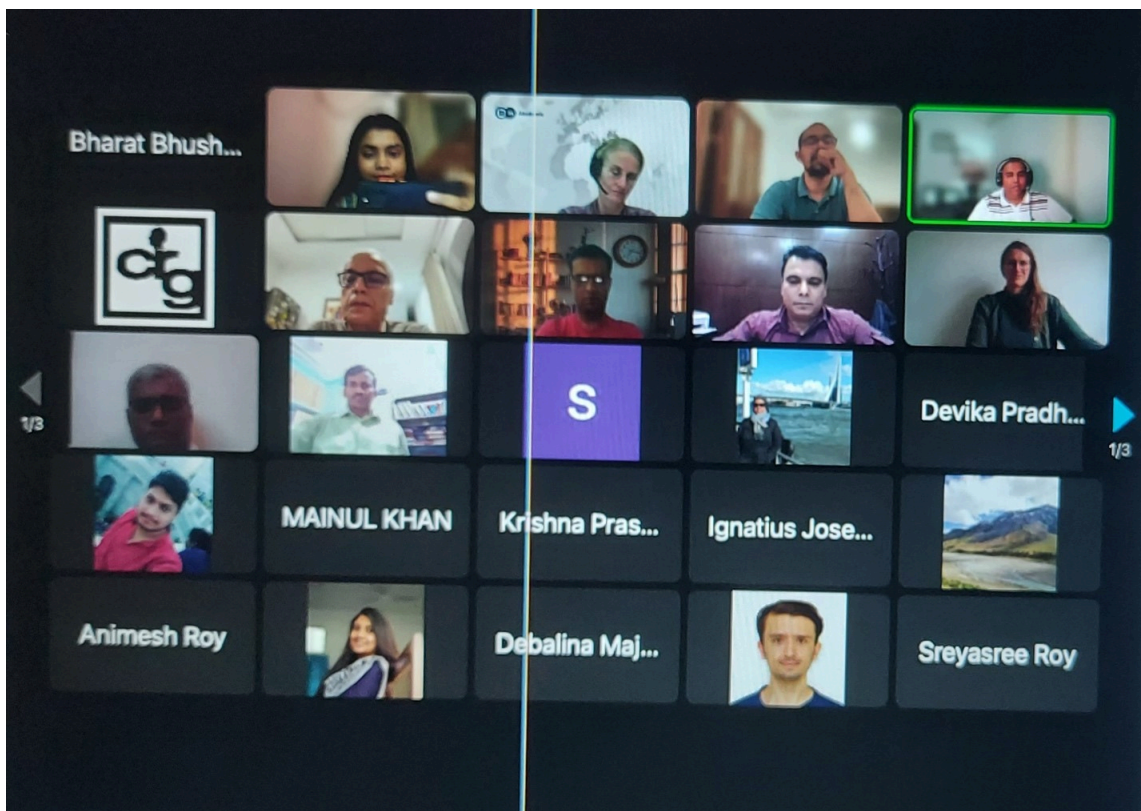 Bharat Bhush...
crg
1/3
S
Devika Pradh...
1/3
MAINUL KHAN
Krishna Pras...
Ignatius Jose...
Animesh Roy
Debalina Maj...
Sreyasree Roy